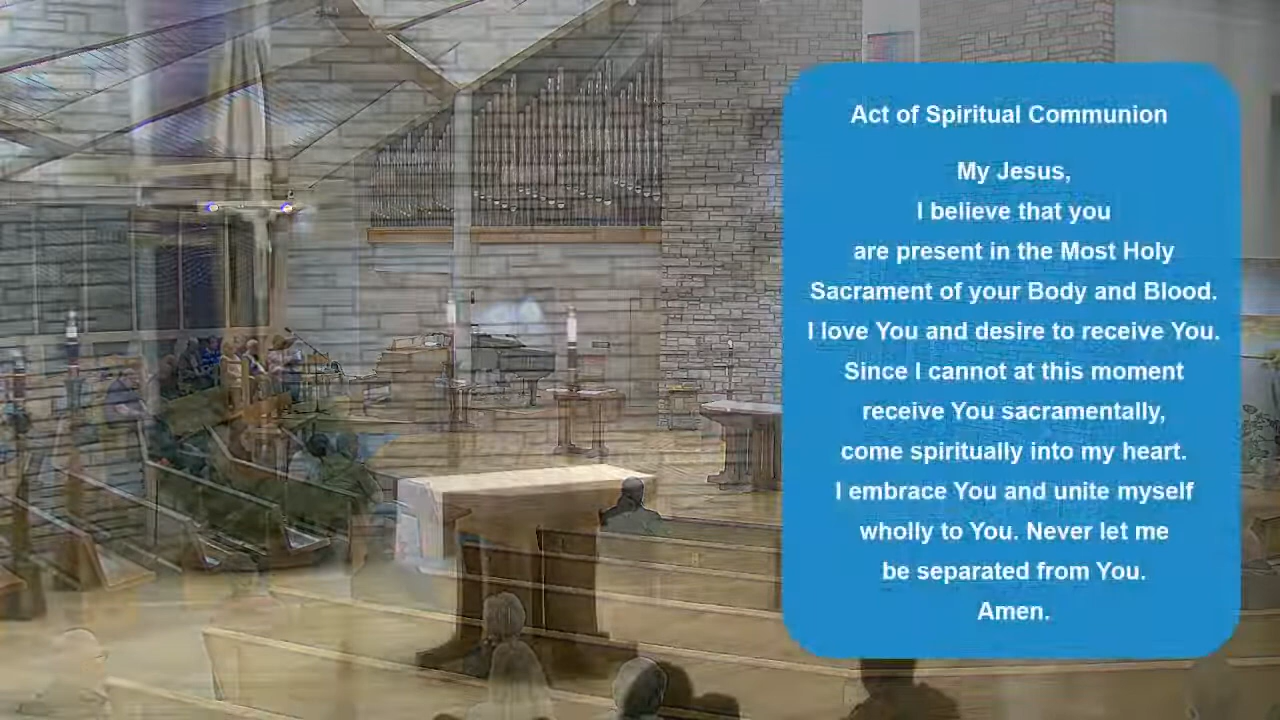 Act of Spiritual Communion
My Jesus,
I believe that you
are present in the Most Holy
Sacrament of your Body and Blood.
I love You and desire to receive You.
Since I cannot at this moment
receive You sacramentally,
come spiritually into my heart.
I embrace You and unite myself
wholly to You. Never let me
be separated from You.
Amen.